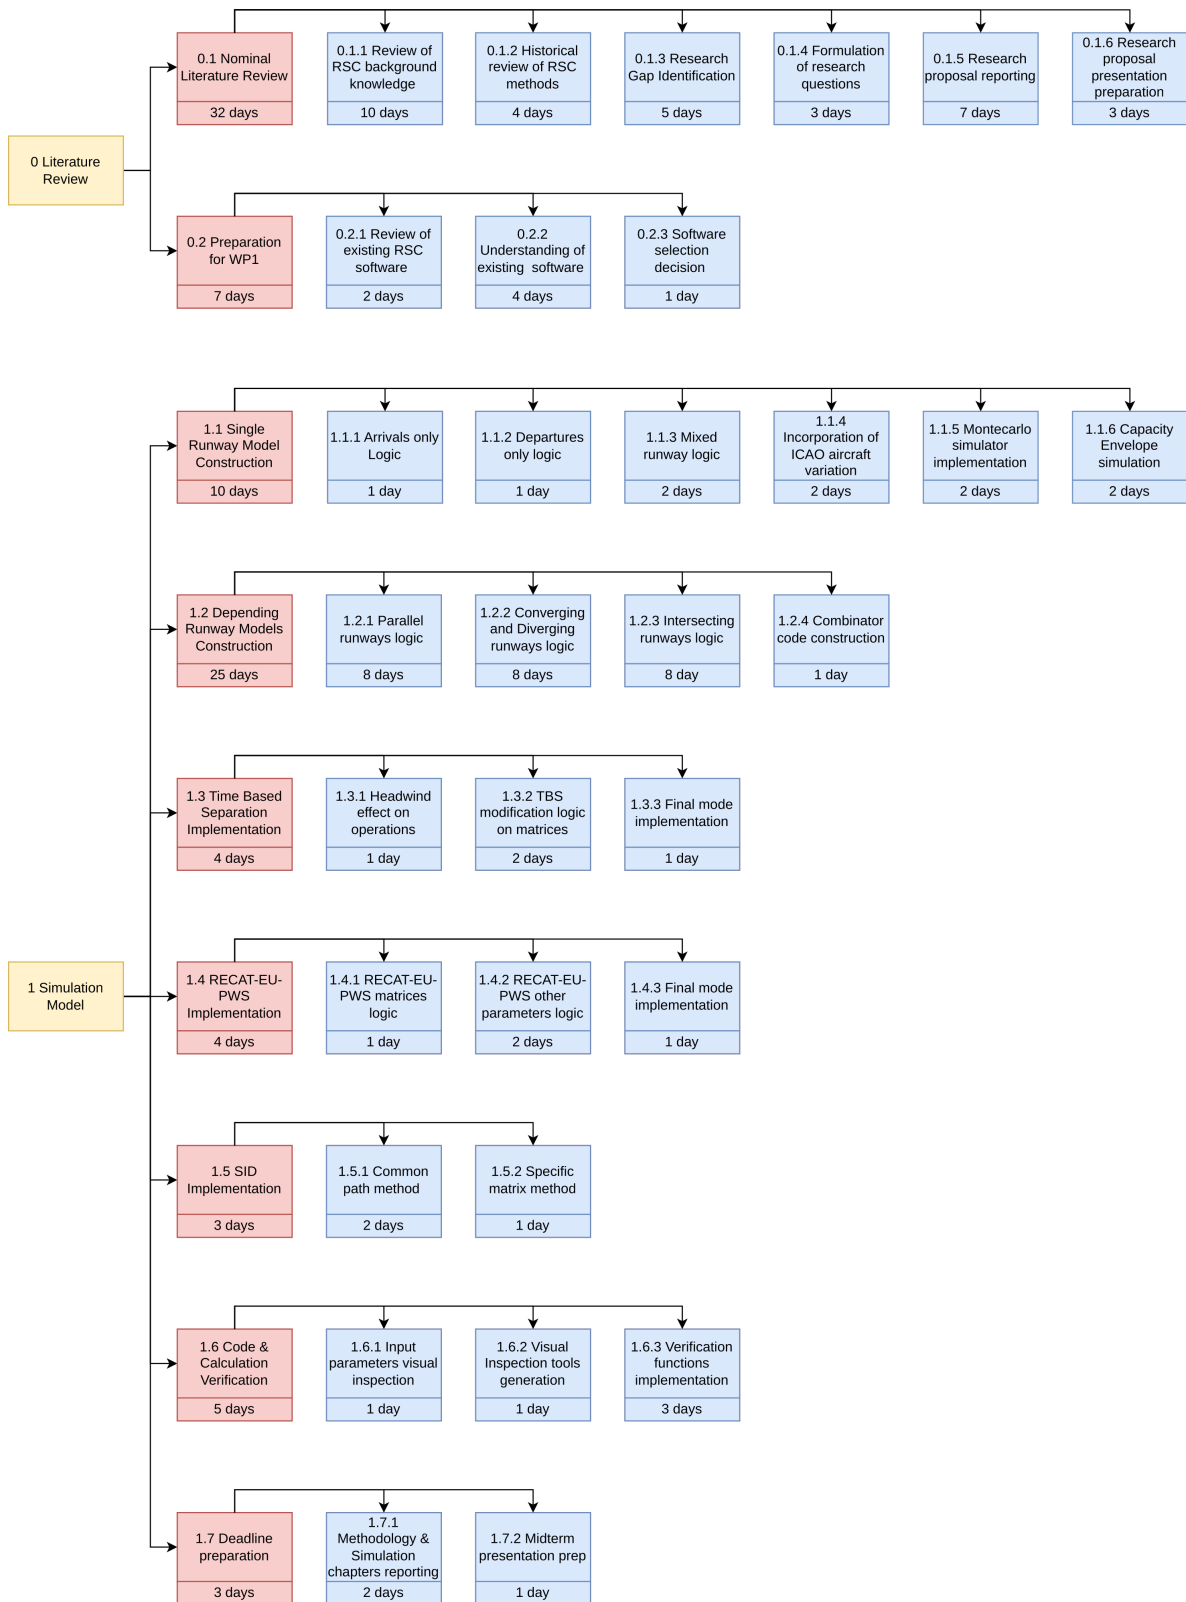 0.1 Nominal
Literature Review
32 days
0.1.1 Review of
RSC background
knowledge
10 days
0.1.2 Historical
review of RSC
methods
4 days
0.1.3 Research
Gap Identification
5 days
0.1.4 Formulation
of research
questions
3 days
0.1.5 Research
proposal reporting
7 days
0.1.6 Research
proposal
presentation
preparation
3 days
0 Literature
Review
0.2 Preparation
for WP1
7 days
0.2.1 Review of
existing RSC
software
2 days
0.2.2
Understanding of
existing  software
4 days
0.2.3 Software
selection
decision
1 day
1.1 Single
Runway Model
Construction
10 days
1.1.1 Arrivals only
Logic
1 day
1.1.2 Departures
only logic
1 day
1.1.3 Mixed
runway logic
2 days
1.1.4
Incorporation of
ICAO aircraft
variation
2 days
1.1.5 Montecarlo
simulator
implementation
2 days
1.1.6 Capacity
Envelope
simulation
2 days
1.2 Depending
Runway Models
Construction
25 days
1.2.1 Parallel
runways logic
8 days
1.2.2 Converging
and Diverging
runways logic
8 days
1.2.3 Intersecting
runways logic
8 day
1.2.4 Combinator
code construction
1 day
1.3 Time Based
Separation
Implementation
4 days
1.3.1 Headwind
effect on
operations
1 day
1.3.2 TBS
modification logic
on matrices
2 days
1.3.3 Final mode
implementation
1 day
1 Simulation
Model
1.4 RECAT-EU-
PWS
Implementation
4 days
1.4.1 RECAT-EU-
PWS matrices
logic
1 day
1.4.2 RECAT-EU-
PWS other
parameters logic
2 days
1.4.3 Final mode
implementation
1 day
1.5 SID
Implementation
3 days
1.5.1 Common
path method
2 days
1.5.2 Specific
matrix method
1 day
1.6 Code &
Calculation
Verification
5 days
1.6.1 Input
parameters visual
inspection
1 day
1.6.2 Visual
Inspection tools
generation
1 day
1.6.3 Verification
functions
implementation
3 days
1.7 Deadline
preparation
3 days
1.7.1
Methodology &
Simulation
chapters reporting
2 days
1.7.2 Midterm
presentation prep
1 day